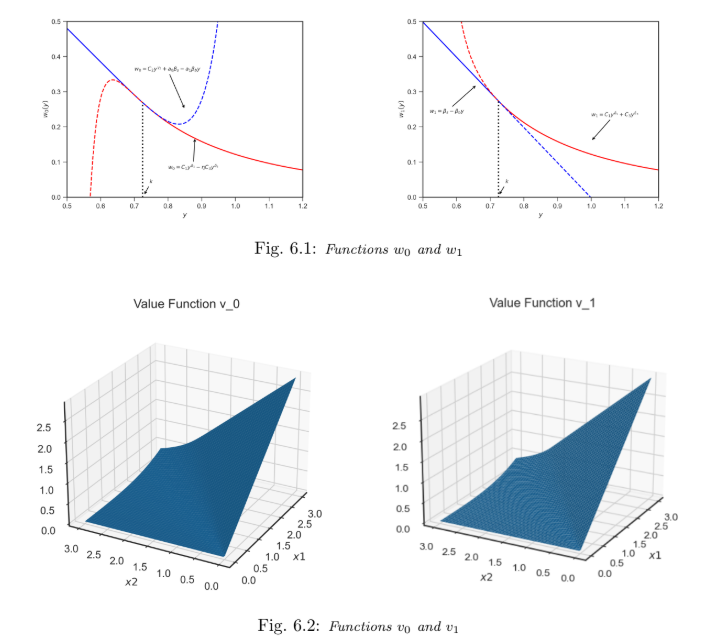 0.5
0.4
0.3
0.2
0.1
0.0
0.5 0.6 0.7 0.8 0.9 1.0 1.1 1.2
y
k
0.5
0.4
0.3
0.2
0.1
0.0
0.5 0.6 0.7 0.8 0.9 1.0 1.1 1.2
y
w₁ = β₁ − β₀y
k
Fig. 6.1: Functions w₀ and w₁
Value Function v_0
2.5
2.0
1.5
1.0
0.5
0.0
3.0 2.5 2.0 1.5 1.0 0.5 0.0
x2
0.0 0.5 1.0 1.5 2.0 2.5 3.0
x1
Value Function v_1
2.5
2.0
1.5
1.0
0.5
0.0
3.0 2.5 2.0 1.5 1.0 0.5 0.0
x2
0.0 0.5 1.0 1.5 2.0 2.5 3.0
x1
Fig. 6.2: Functions v₀ and v₁